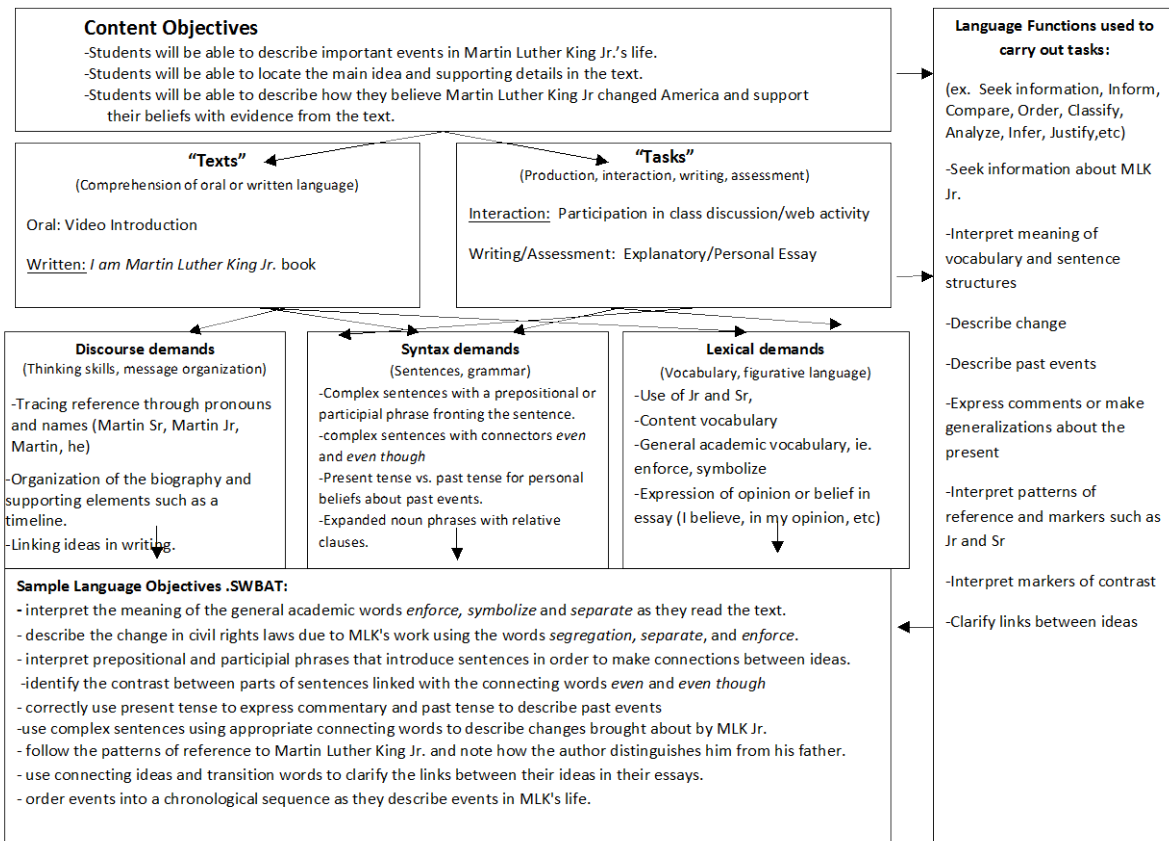 Content Objectives
-Students will be able to describe important events in Martin Luther King Jr.'s life.
-Students will be able to locate the main idea and supporting details in the text.
-Students will be able to describe how they believe Martin Luther King Jr changed America and support
their beliefs with evidence from the text.
“Texts”
(Comprehension of oral or written language)
Oral: Video Introduction
Written: I am Martin Luther King Jr. book
“Tasks”
(Production, interaction, writing, assessment)
Interaction: Participation in class discussion/web activity
Writing/Assessment: Explanatory/Personal Essay
Discourse demands
(Thinking skills, message organization)
-Tracing reference through pronouns
and names (Martin Sr, Martin Jr,
Martin, he)
-Organization of the biography and
supporting elements such as a
timeline.
-Linking ideas in writing.
Syntax demands
(Sentences, grammar)
-Complex sentences with a prepositional or
participial phrase fronting the sentence.
-complex sentences with connectors even
and even though
-Present tense vs. past tense for personal
beliefs about past events.
-Expanded noun phrases with relative
clauses.
Lexical demands
(Vocabulary, figurative language)
-Use of Jr and Sr,
-Content vocabulary
-General academic vocabulary, ie.
enforce, symbolize
-Expression of opinion or belief in
essay (I believe, in my opinion, etc)
Sample Language Objectives .SWBAT:
- interpret the meaning of the general academic words enforce, symbolize and separate as they read the text.
- describe the change in civil rights laws due to MLK's work using the words segregation, separate, and enforce.
- interpret prepositional and participial phrases that introduce sentences in order to make connections between ideas.
-identify the contrast between parts of sentences linked with the connecting words even and even though
- correctly use present tense to express commentary and past tense to describe past events
-use complex sentences using appropriate connecting words to describe changes brought about by MLK Jr.
- follow the patterns of reference to Martin Luther King Jr. and note how the author distinguishes him from his father.
- use connecting ideas and transition words to clarify the links between their ideas in their essays.
- order events into a chronological sequence as they describe events in MLK's life.
Language Functions used to
carry out tasks:
(ex. Seek information, Inform,
Compare, Order, Classify,
Analyze, Infer, Justify,etc)
-Seek information about MLK
Jr.
-Interpret meaning of
vocabulary and sentence
structures
-Describe change
-Describe past events
-Express comments or make
generalizations about the
present
-Interpret patterns of
reference and markers such as
Jr and Sr
-Interpret markers of contrast
-Clarify links between ideas